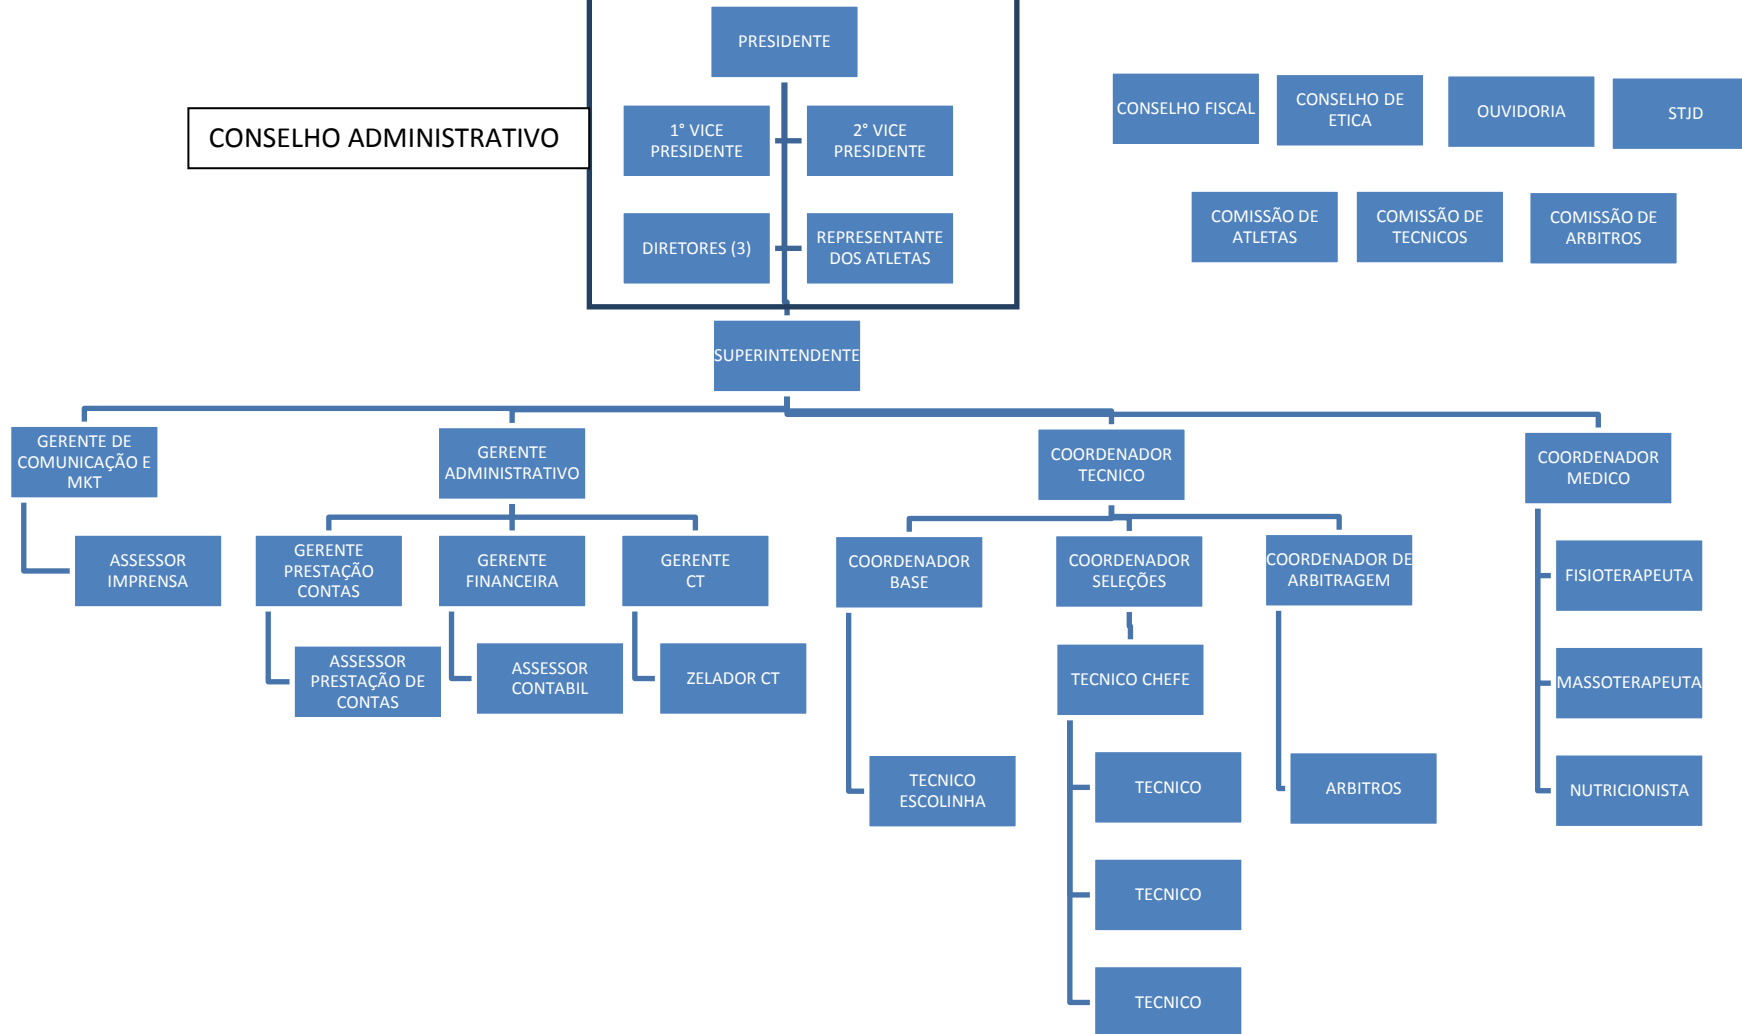 PRESIDENTE
CONSELHO ADMINISTRATIVO
1° VICE
PRESIDENTE
2° VICE
PRESIDENTE
DIRETORES (3)
REPRESENTANTE
DOS ATLETAS
CONSELHO FISCAL
CONSELHO DE
ETICA
OUVIDORIA
STJD
COMISSÃO DE
ATLETAS
COMISSÃO DE
TECNICOS
COMISSÃO DE
ARBITROS
SUPERINTENDENTE
GERENTE DE
COMUNICAÇÃO E
MKT
GERENTE
ADMINISTRATIVO
COORDENADOR
TECNICO
COORDENADOR
MEDICO
ASSESSOR
IMPRENSA
GERENTE
PRESTAÇÃO
CONTAS
GERENTE
FINANCEIRA
GERENTE
CT
COORDENADOR
BASE
COORDENADOR
SELEÇÕES
COORDENADOR DE
ARBITRAGEM
FISIOTERAPEUTA
ASSESSOR
PRESTAÇÃO DE
CONTAS
ASSESSOR
CONTABIL
ZELADOR CT
TECNICO CHEFE
MASSOTERAPEUTA
TECNICO
ESCOLINHA
TECNICO
ARBITROS
NUTRICIONISTA
TECNICO
TECNICO